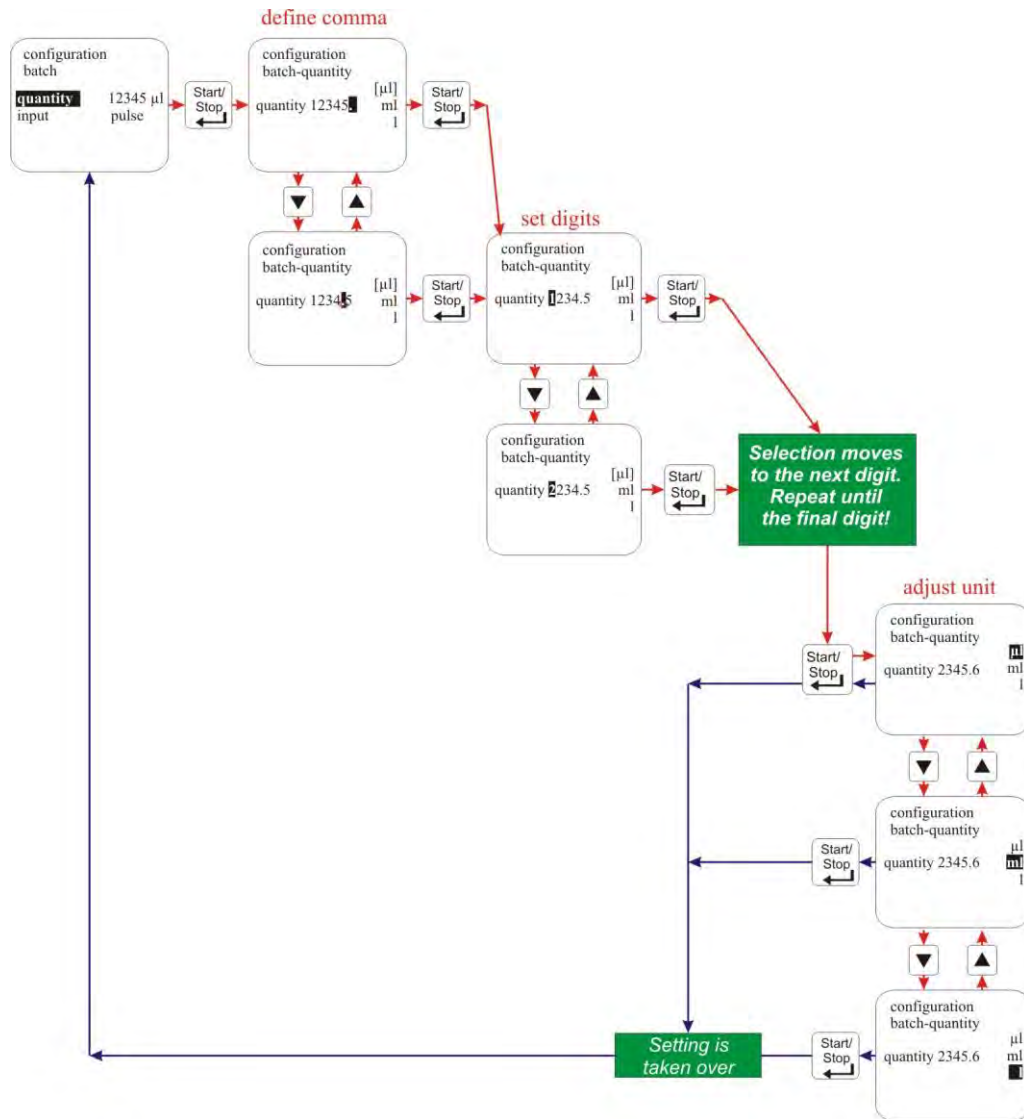 define comma
configuration
batch
quantity 12345 µl
input pulse
Start/
Stop
configuration
batch-quantity
[µl]
quantity 12345. ml
l
Start/
Stop
configuration
batch-quantity
[µl]
quantity 1234.5 ml
l
Start/
Stop
set digits
configuration
batch-quantity
[µl]
quantity 1234.5 ml
l
Start/
Stop
configuration
batch-quantity
[µl]
quantity 2234.5 ml
l
Start/
Stop
Selection moves
to the next digit.
Repeat until
the final digit!
adjust unit
Start/
Stop
configuration
batch-quantity
µl
quantity 2345.6 ml
l
configuration
batch-quantity
µl
quantity 2345.6 ml
l
Start/
Stop
configuration
batch-quantity
µl
quantity 2345.6 ml
l
Start/
Stop
Setting is
taken over